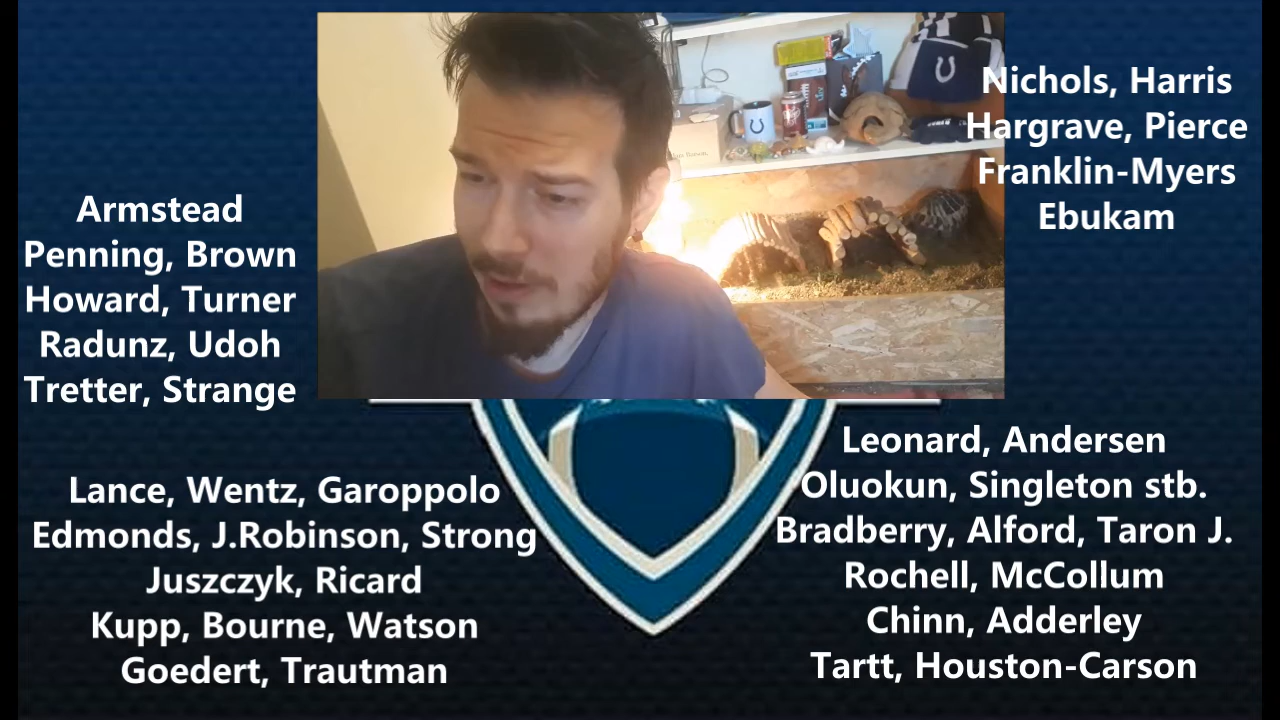 Nichols, Harris
Hargrave, Pierce
Franklin-Myers
Ebukam
Armstead
Penning, Brown
Howard, Turner
Radunz, Udoh
Tretter, Strange
Lance, Wentz, Garoppolo
Edmonds, J.Robinson, Strong
Juszczyk, Ricard
Kupp, Bourne, Watson
Goedert, Trautman
Leonard, Andersen
Oluokun, Singleton stb.
Bradberry, Alford, Taron J.
Rochell, McCollum
Chinn, Adderley
Tartt, Houston-Carson